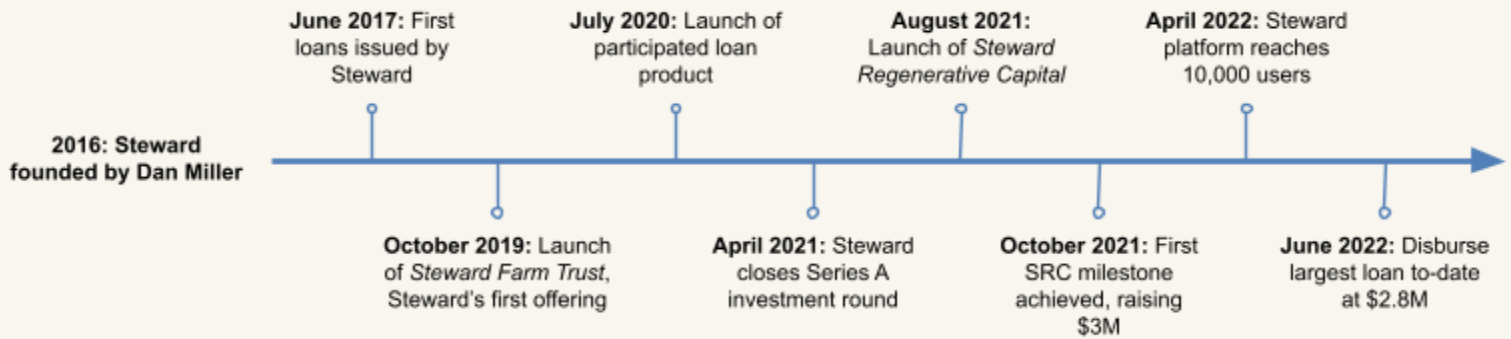 2016: Steward
founded by Dan Miller
June 2017: First
loans issued by
Steward
October 2019: Launch
of Steward Farm Trust,
Steward's first offering
July 2020: Launch of
participated loan
product
April 2021: Steward
closes Series A
investment round
August 2021:
Launch of Steward
Regenerative Capital
October 2021: First
SRC milestone
achieved, raising
$3M
April 2022: Steward
platform reaches
10,000 users
June 2022: Disburse
largest loan to-date
at $2.8M